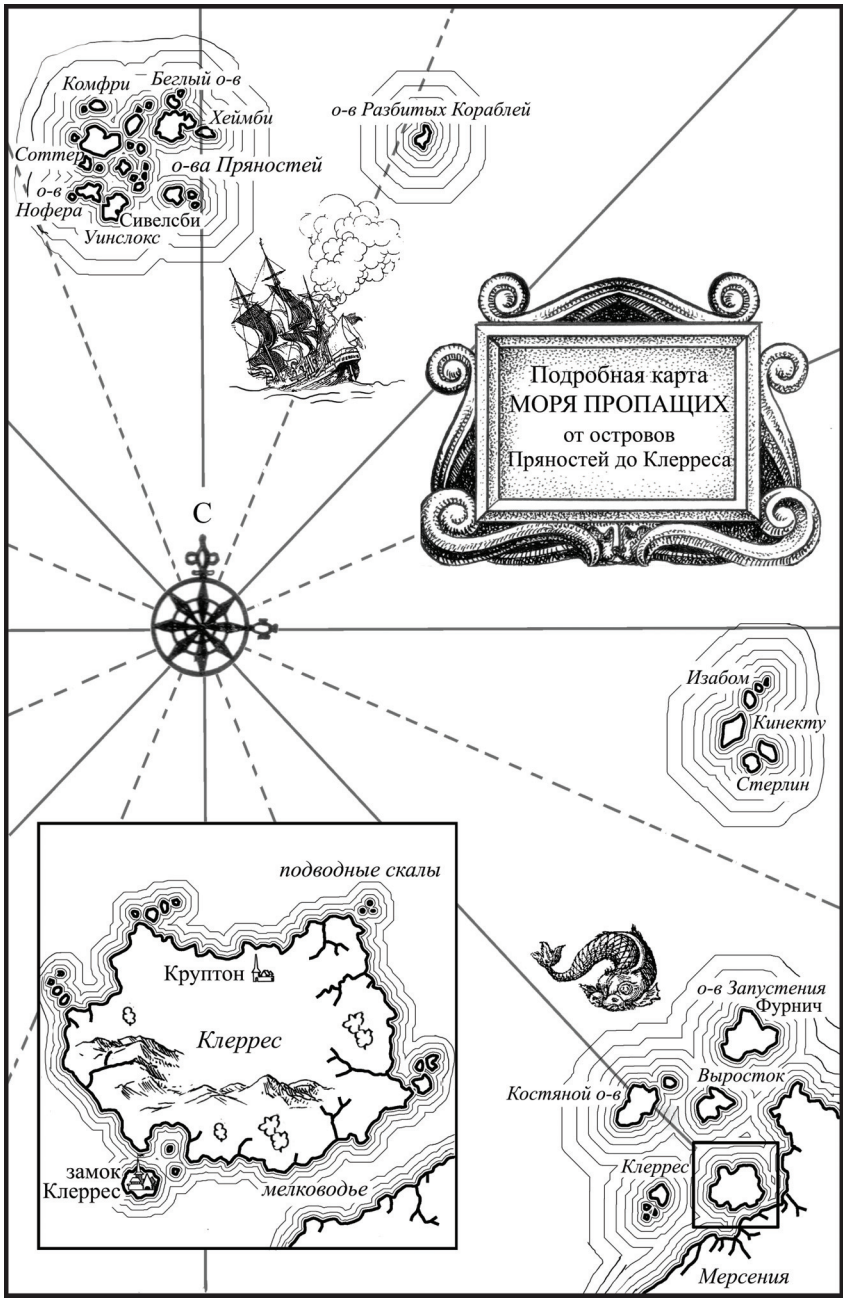 Комфри
Беглый о-в
Хеймби
о-в Разбитых Кораблей
Соттер
о-ва Пряностей
о-в
Нофера
Сивелсби
Уинслокс
Подробная карта
МОРЯ ПРОПАЩИХ
от островов
Пряностей до Клерреса
С
Изабом
Кинекту
Стерлин
подводные скалы
Круптон
Клеррес
замок
Клеррес
мелководье
о-в Запустения
Фурнич
Выросток
Костяной о-в
Клеррес
Мерсения